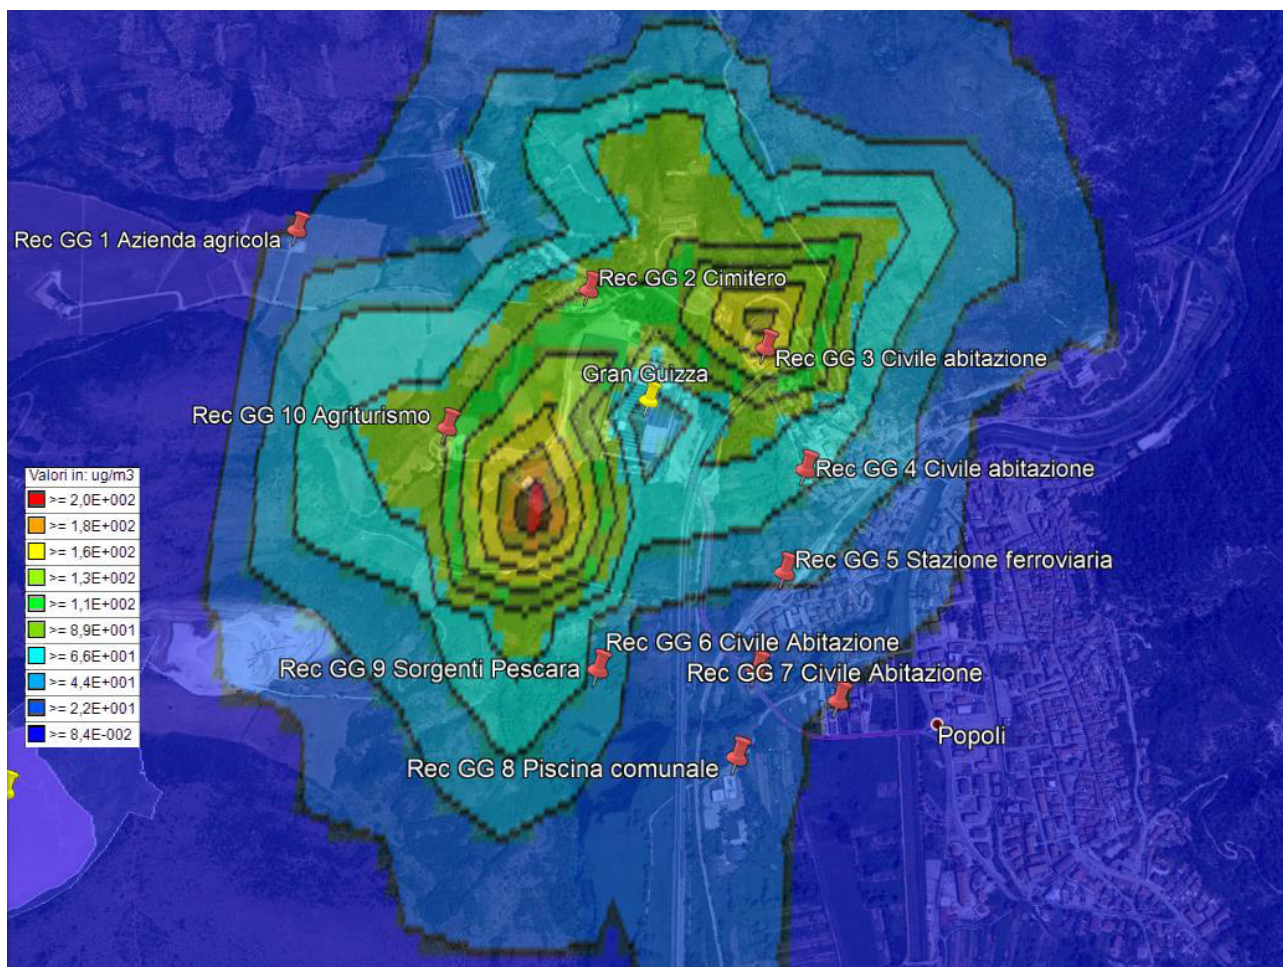 Rec GG 1 Azienda agricola
Rec GG 2 Cimitero
Rec GG 3 Civile abitazione
Gran Guizza
Rec GG 10 Agriturismo
Rec GG 4 Civile abitazione
Valori in: ug/m3
>= 2,0E+002
>= 1,8E+002
>= 1,6E+002
>= 1,3E+002
>= 1,1E+002
>= 8,9E+001
>= 6,6E+001
>= 4,4E+001
>= 2,2E+001
>= 8,4E-002
Rec GG 5 Stazione ferroviaria
Rec GG 6 Civile Abitazione
Rec GG 9 Sorgenti Pescara
Rec GG 7 Civile Abitazione
Popoli
Rec GG 8 Piscina comunale